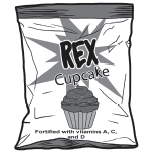 REX
Cupcake
Fortified with vitamins A, C,
and D